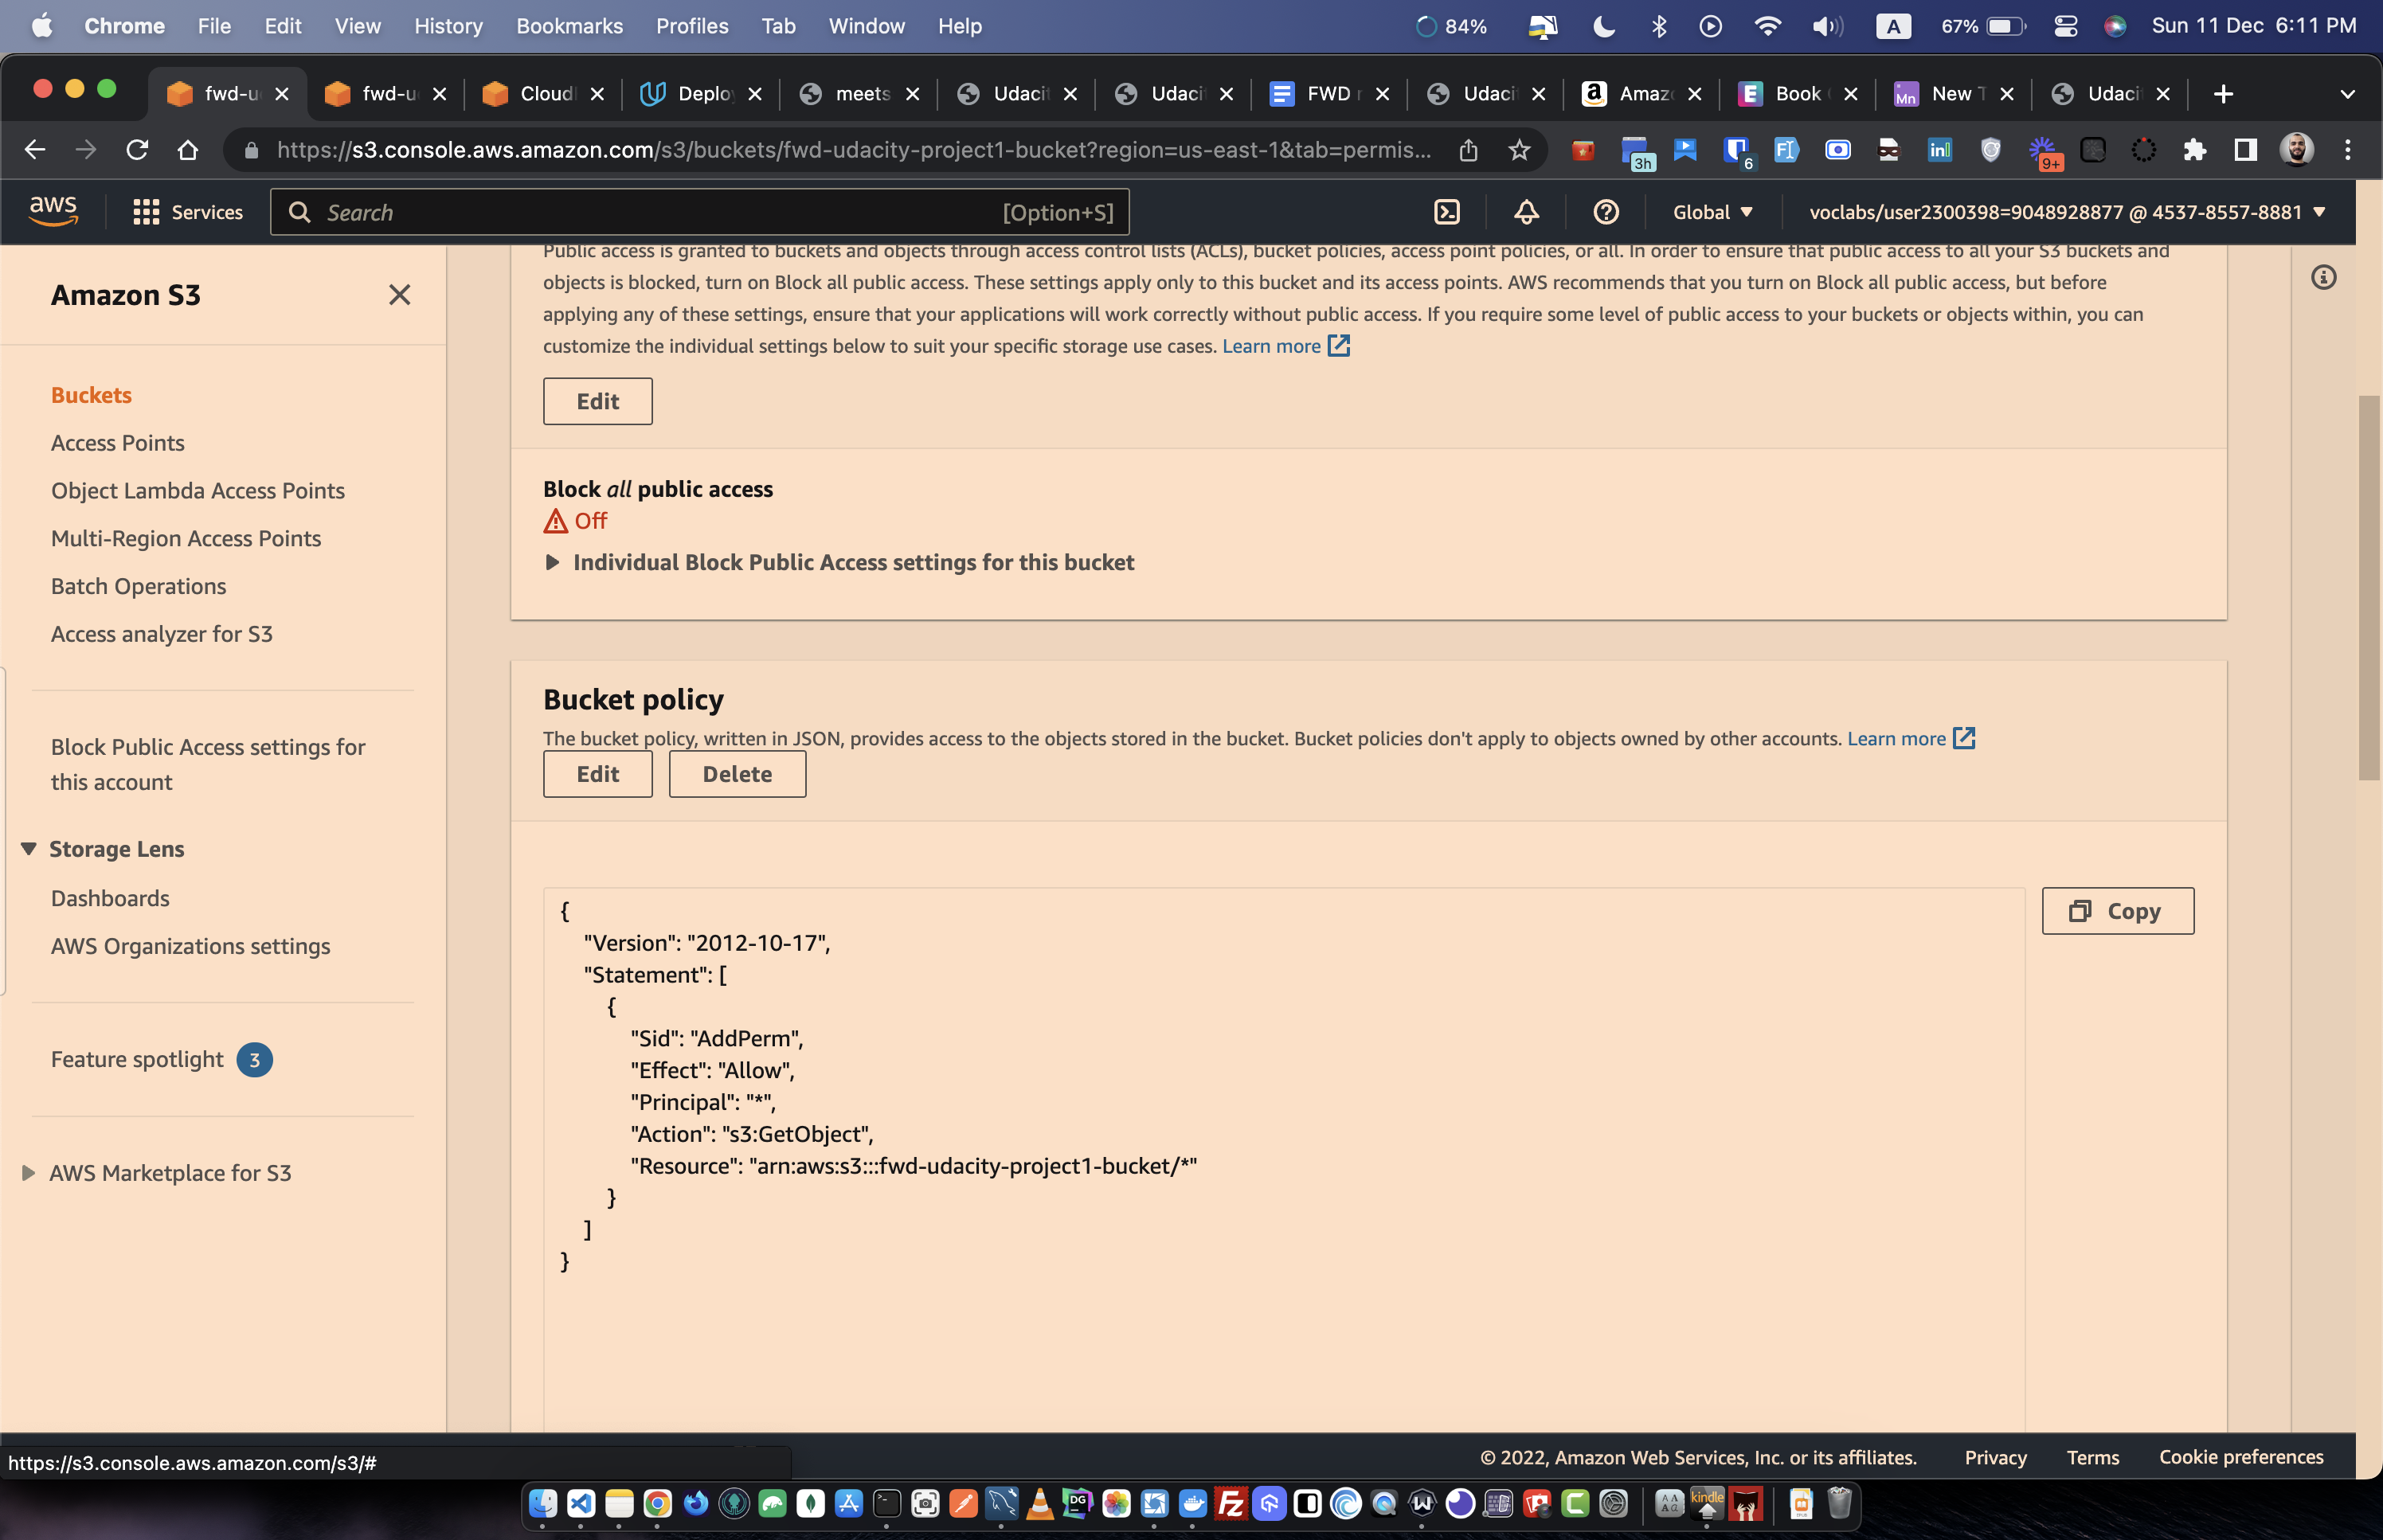 Chrome File Edit View History Bookmarks Profiles Tab Window Help 84% A 67% Sun 11 Dec 6:11 PM
fwd-u fwd-u Cloud Deplo meets Udaci Udaci FWD Udaci Amaz Book New T Udaci
https://s3.console.aws.amazon.com/s3/buckets/fwd-udacity-project1-bucket?region=us-east-1&tab=permis... 3h 6 9+
aws Services Search [Option+S] Global voclabs/user2300398=9048928877 @ 4537-8557-8881
Amazon S3
Buckets
Access Points
Object Lambda Access Points
Multi-Region Access Points
Batch Operations
Access analyzer for S3
Block Public Access settings for
this account
Storage Lens
Dashboards
AWS Organizations settings
Feature spotlight 3
AWS Marketplace for S3
Public access is granted to buckets and objects through access control lists (ACLs), bucket policies, access point policies, or all. In order to ensure that public access to all your S3 buckets and
objects is blocked, turn on Block all public access. These settings apply only to this bucket and its access points. AWS recommends that you turn on Block all public access, but before
applying any of these settings, ensure that your applications will work correctly without public access. If you require some level of public access to your buckets or objects within, you can
customize the individual settings below to suit your specific storage use cases. Learn more
Edit
Block all public access
Off
Individual Block Public Access settings for this bucket
Bucket policy
The bucket policy, written in JSON, provides access to the objects stored in the bucket. Bucket policies don't apply to objects owned by other accounts. Learn more
Edit Delete
Copy
{
"Version": "2012-10-17",
"Statement": [
{
"Sid": "AddPerm",
"Effect": "Allow",
"Principal": "*",
"Action": "s3:GetObject",
"Resource": "arn:aws:s3:::fwd-udacity-project1-bucket/*"
}
]
}
https://s3.console.aws.amazon.com/s3/#
© 2022, Amazon Web Services, Inc. or its affiliates. Privacy Terms Cookie preferences